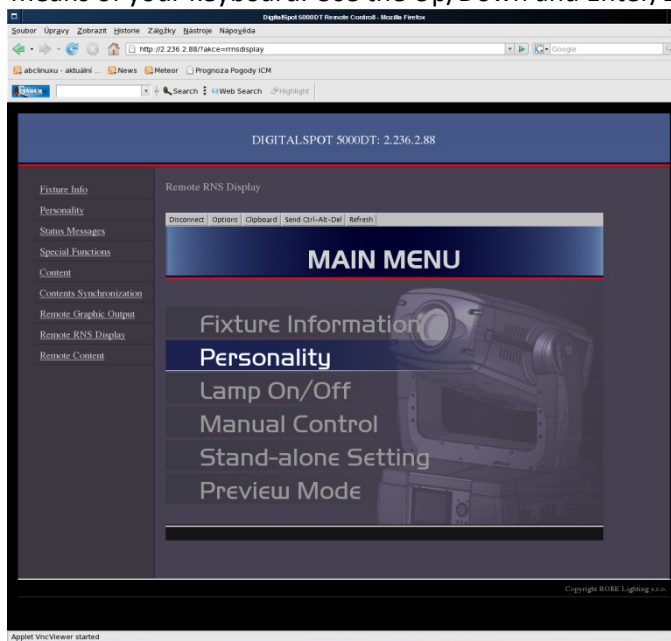 means of your keyboard. Use the Up/Down and Enter/
DigitalSpot 5000DT Remote Controll - Mozilla Firefox
Soubor Úpravy Zobrazit Historie Záložky Nástroje Nápověda
http://2.236.2.88/?akce=rnsdisplay
Google
abclinuxu - aktuální ... News Meteor Prognoza Pogody ICM
Search Web Search Highlight
DIGITALSPOT 5000DT: 2.236.2.88
Fixture Info
Personality
Status Messages
Special Functions
Content
Contents Synchronization
Remote Graphic Output
Remote RNS Display
Remote Content
Remote RNS Display
Disconnect Options Clipboard Send Ctrl-Alt-Del Refresh
MAIN MENU
Fixture Information
Personality
Lamp On/Off
Manual Control
Stand-alone Setting
Preview Mode
Copyright ROBE Lighting s.r.o.
Applet VncViewer started